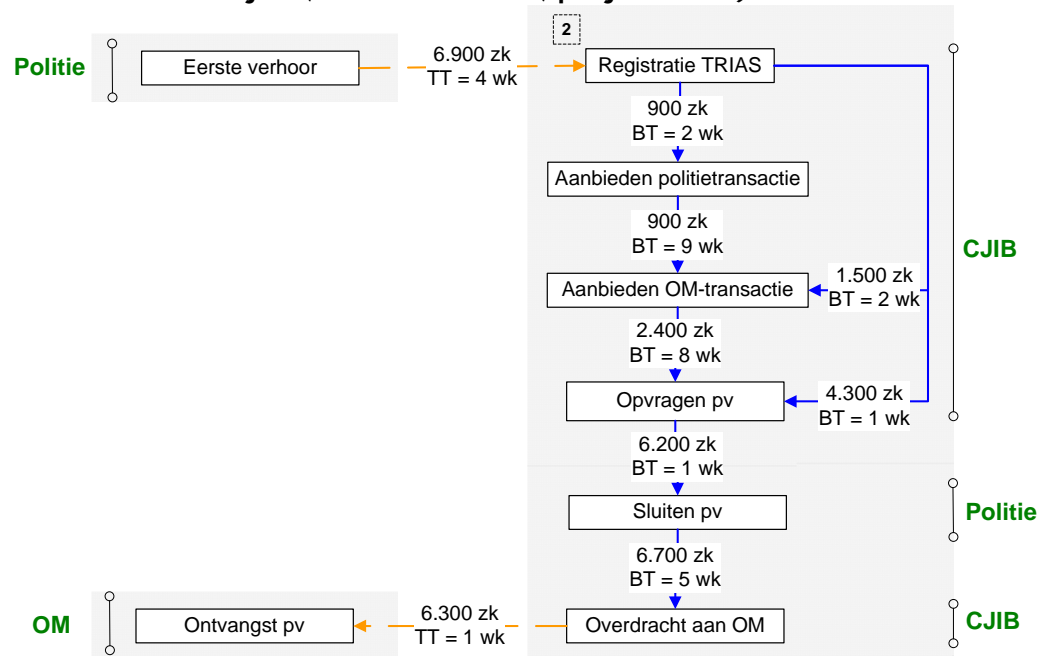 2
Politie
Eerste verhoor
6.900 zk
TT = 4 wk
Registratie TRIAS
900 zk
BT = 2 wk
Aanbieden politietransactie
900 zk
BT = 9 wk
CJIB
Aanbieden OM-transactie
1.500 zk
BT = 2 wk
2.400 zk
BT = 8 wk
Opvragen pv
4.300 zk
BT = 1 wk
6.200 zk
BT = 1 wk
Sluiten pv
Politie
6.700 zk
BT = 5 wk
OM
Ontvangst pv
6.300 zk
TT = 1 wk
Overdracht aan OM
CJIB